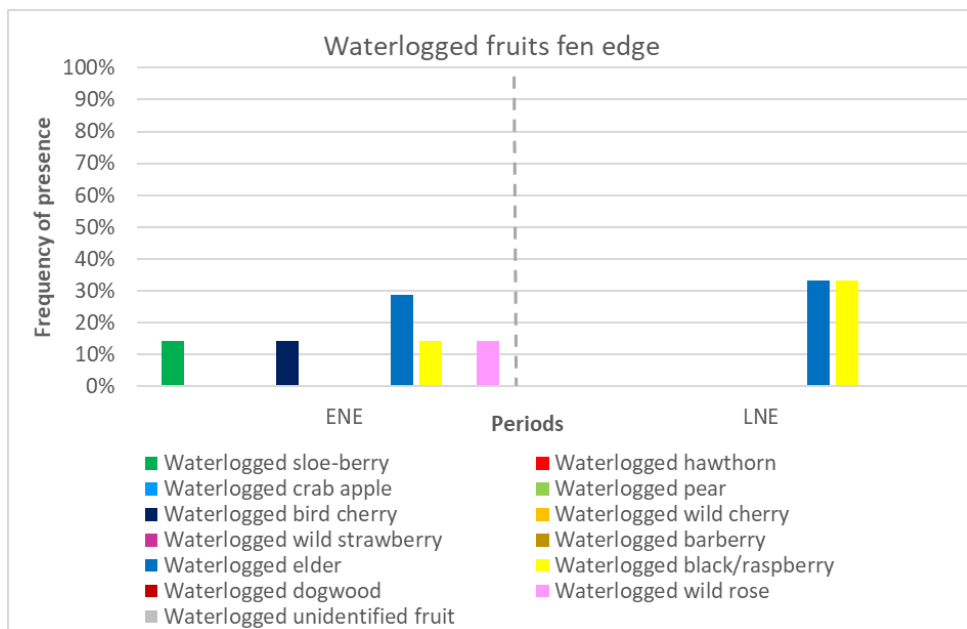 Waterlogged fruits fen edge
100%
90%
80%
70%
60%
50%
40%
30%
20%
10%
0%
Frequency of presence
ENE
LNE
Periods
Waterlogged sloe-berry
Waterlogged hawthorn
Waterlogged crab apple
Waterlogged pear
Waterlogged bird cherry
Waterlogged wild cherry
Waterlogged wild strawberry
Waterlogged barberry
Waterlogged elder
Waterlogged black/raspberry
Waterlogged dogwood
Waterlogged wild rose
Waterlogged unidentified fruit